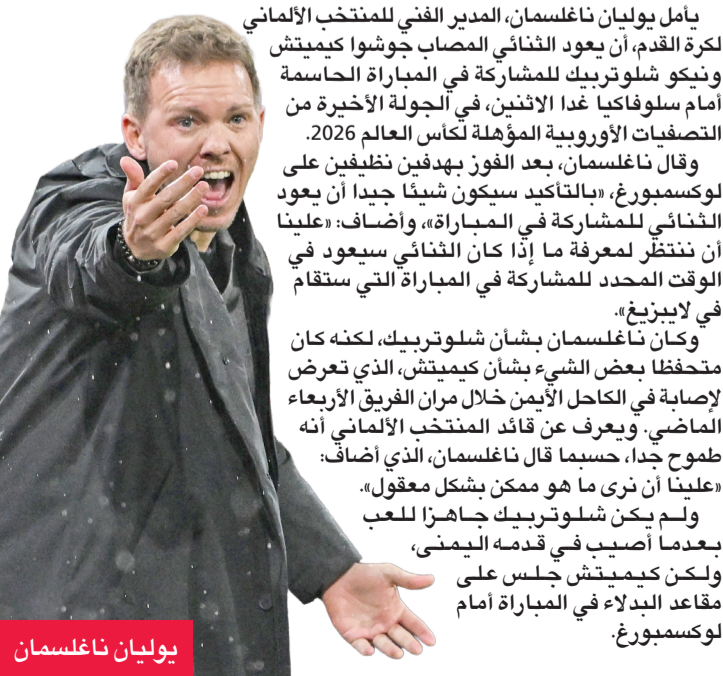 يأمل يوليان ناغلسمان، المدير الفني للمنتخب الألماني
لكرة القدم، أن يعود الثنائي المصاب جوشوا كيميتش
ونيكو شلوتربيك للمشاركة في المباراة الحاسمة
أمام سلوفاكيا غدا الاثنين، في الجولة الأخيرة من
التصفيات الأوروبية المؤهلة لكأس العالم 2026.
وقال ناغلسمان، بعد الفوز بهدفين نظيفين على
لوكسمبورغ، «بالتأكيد سيكون شيئا جيدا أن يعود
الثنائي للمشاركة في المباراة»، وأضاف: «علينا
أن ننتظر لمعرفة ما إذا كان الثنائي سيعود في
الوقت المحدد للمشاركة في المباراة التي ستقام
في لايبزيغ».
وكان ناغلسمان بشأن شلوتربيك، لكنه كان
متحفظا بعض الشيء بشأن كيميتش، الذي تعرض
لإصابة في الكاحل الأيمن خلال مران الفريق الأربعاء
الماضي. ويعرف عن قائد المنتخب الألماني أنه
طموح جدا، حسبما قال ناغلسمان، الذي أضاف:
«علينا أن نرى ما هو ممكن بشكل معقول».
ولم يكن شلوتربيك جاهزا للعب
بعدما أصيب في قدمه اليمنى،
ولكن كيميتش جلس على
مقاعد البدلاء في المباراة أمام
لوكسمبورغ.
يوليان ناغلسمان